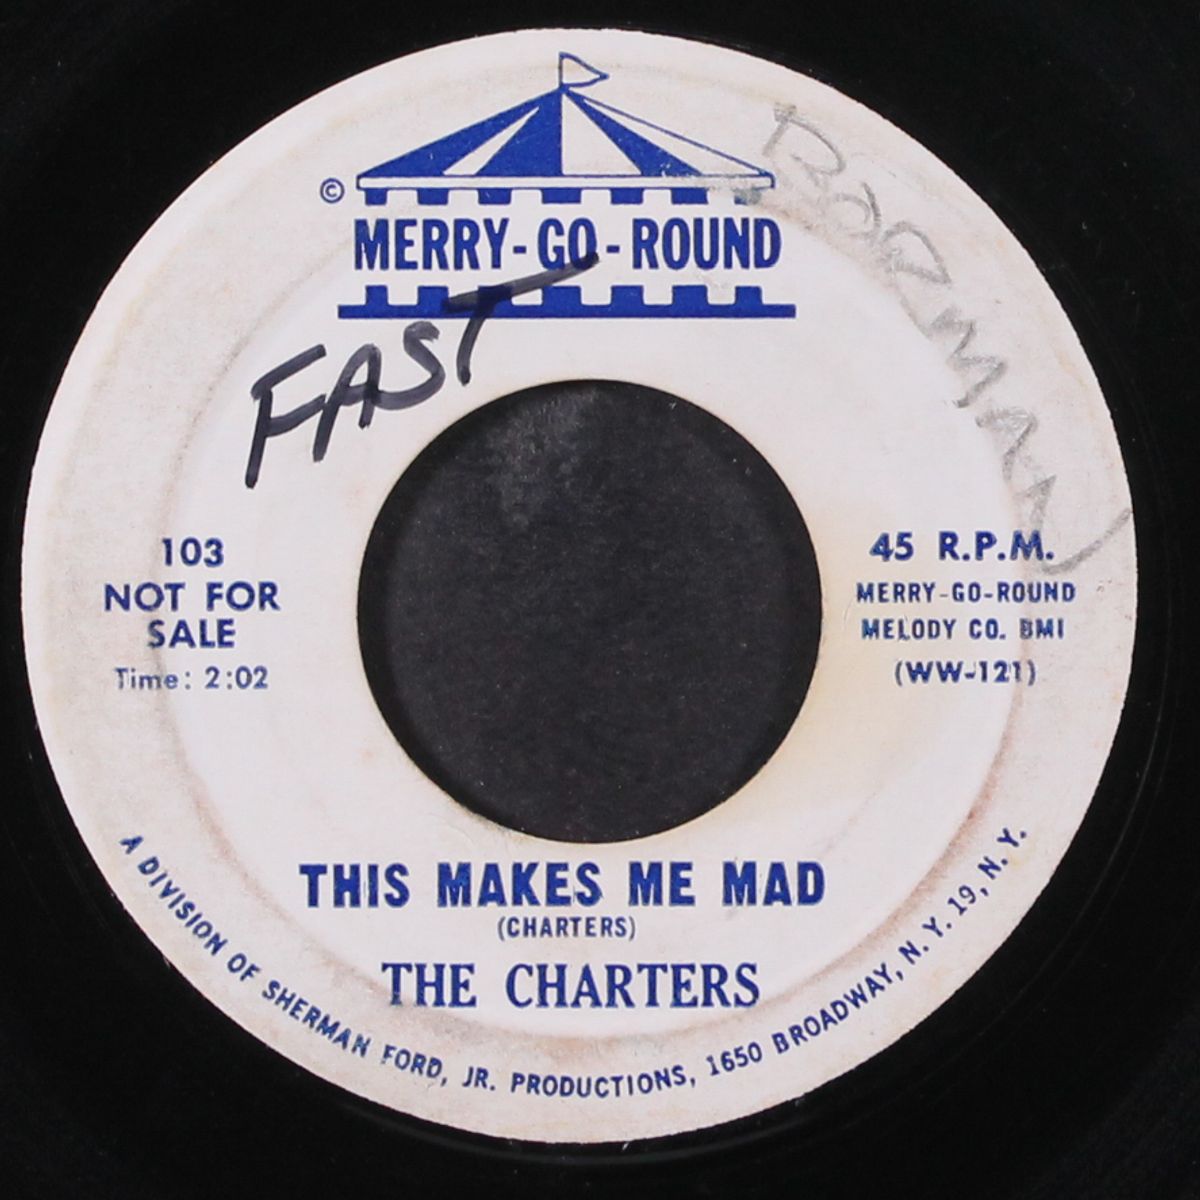 ©
MERRY-GO-ROUND
FAST
BORMAN
103
NOT FOR
SALE
Time: 2:02
45 R.P.M.
MERRY-GO-ROUND
MELODY CO. BMI
(WW-121)
THIS MAKES ME MAD
(CHARTERS)
THE CHARTERS
A DIVISION OF SHERMAN FORD, JR. PRODUCTIONS, 1650 BROADWAY, N. Y. 19, N. Y.